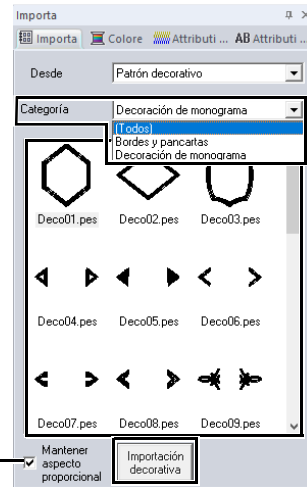 Importa
Importa Colore Attributi ... AB Attributi ...
Desde Patrón decorativo
Categoría Decoración de monograma
(Todos)
Bordes y pancartas
Decoración de monograma
Deco01.pes Deco02.pes Deco03.pes
Deco04.pes Deco05.pes Deco06.pes
Deco07.pes Deco08.pes Deco09.pes
Mantener
aspecto
proporcional
Importación
decorativa